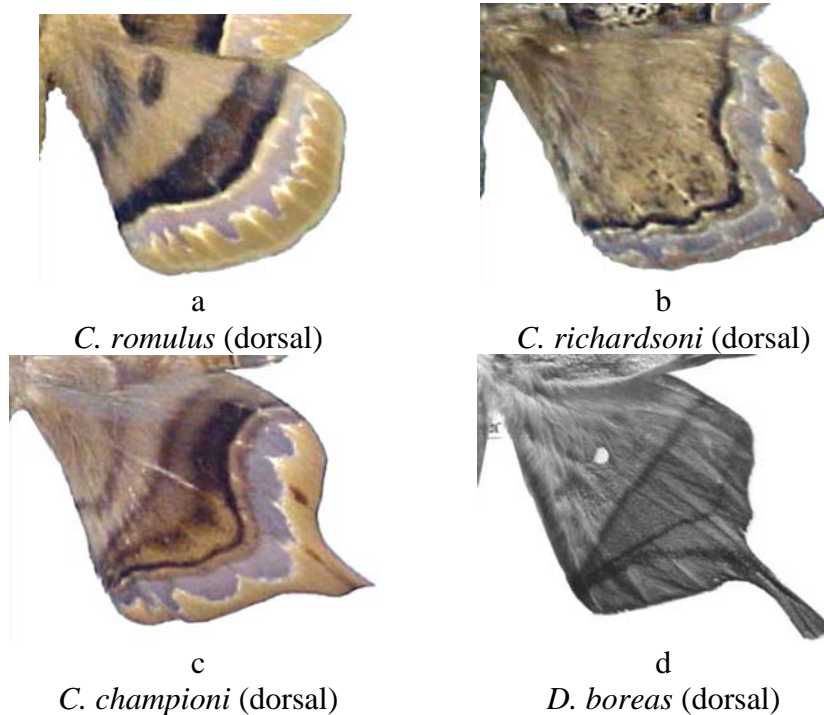 a
C. romulus (dorsal)
b
C. richardsoni (dorsal)
c
C. championi (dorsal)
d
D. boreas (dorsal)